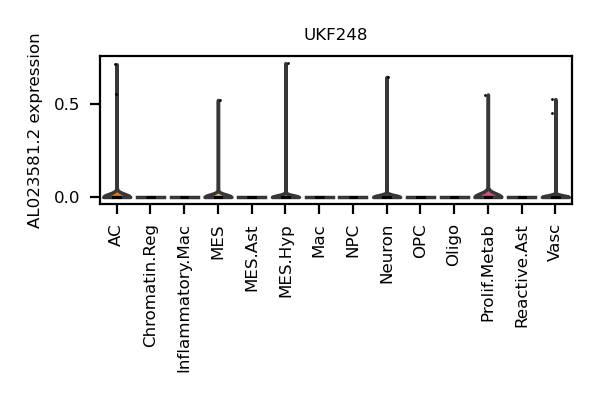 UKF248
AL023581.2 expression
0.5
0.0
AC
Chromatin.Reg
Inflammatory.Mac
MES
MES.Ast
MES.Hyp
Mac
NPC
Neuron
OPC
Oligo
Prolif.Metab
Reactive.Ast
Vasc